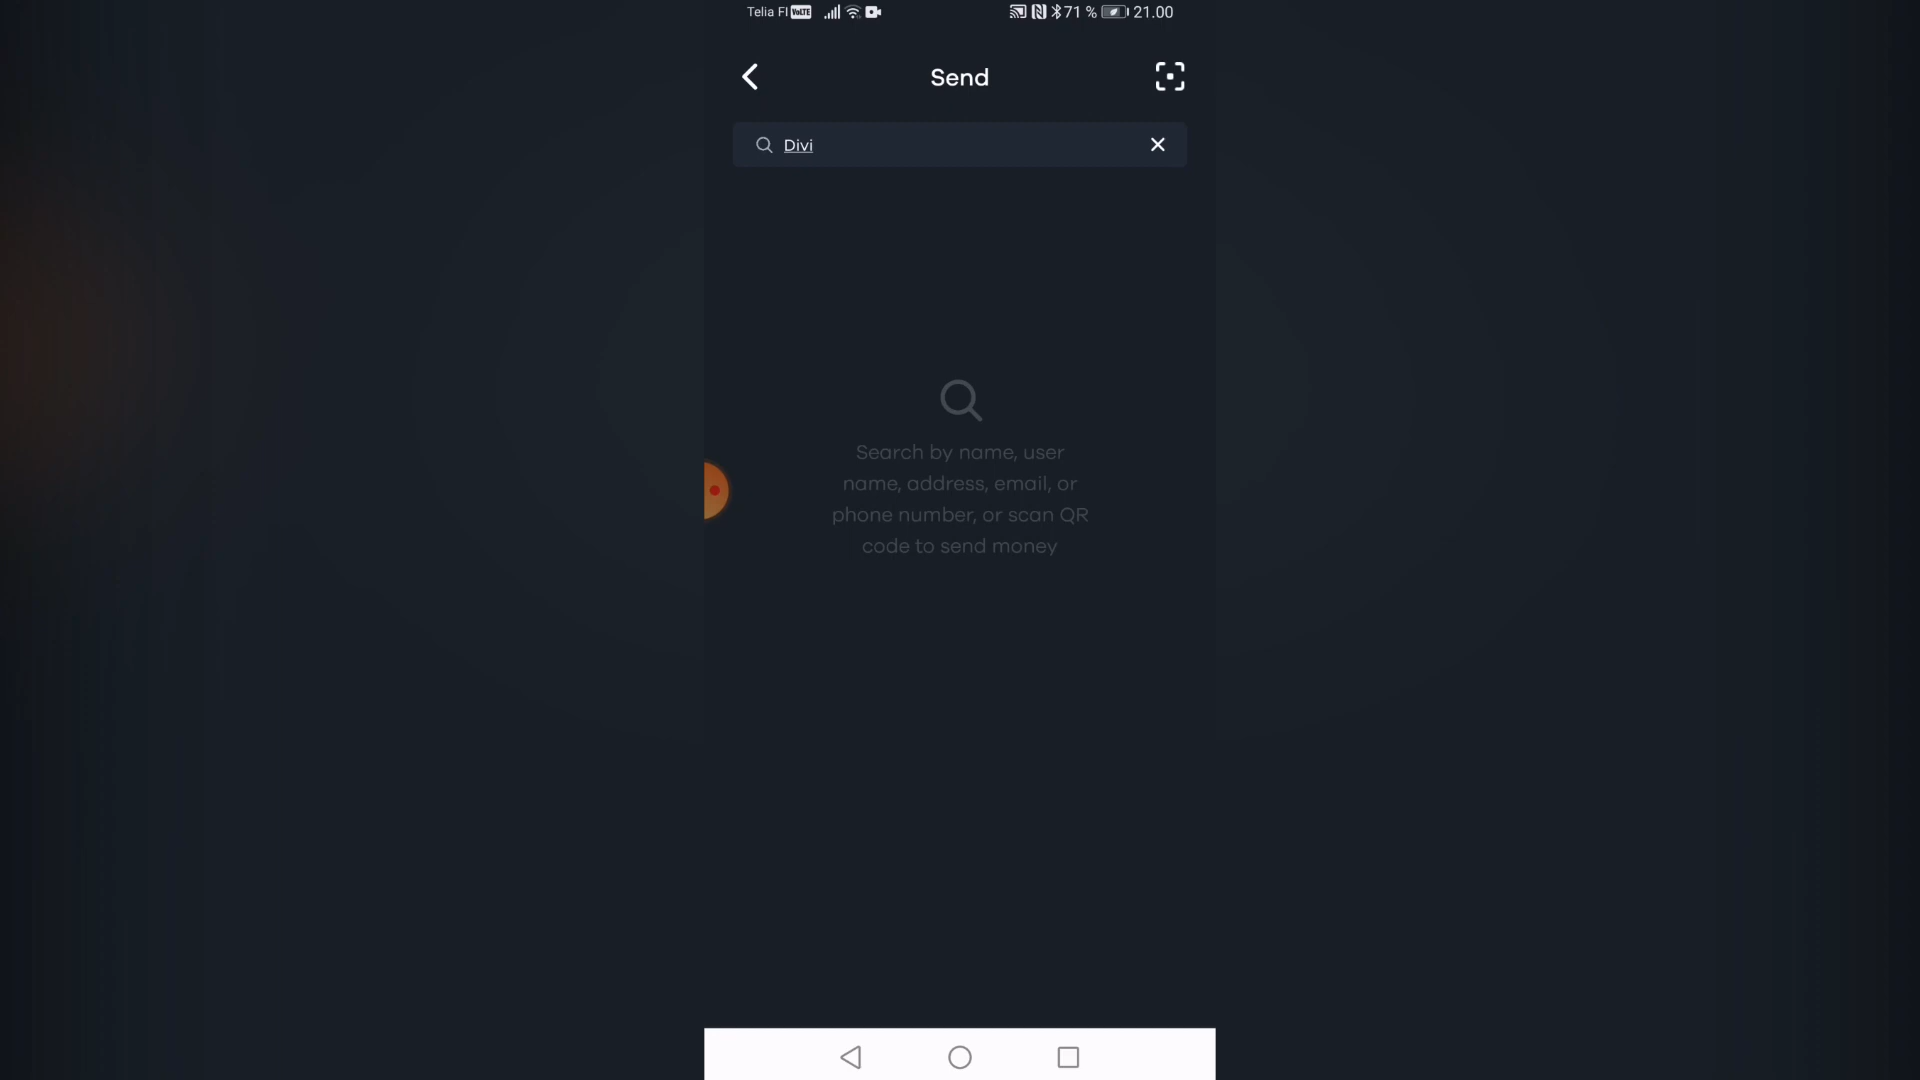 Telia FI VoLTE 71 % 21.00
Send
Divi
Search by name, user
name, address, email, or
phone number, or scan QR
code to send money